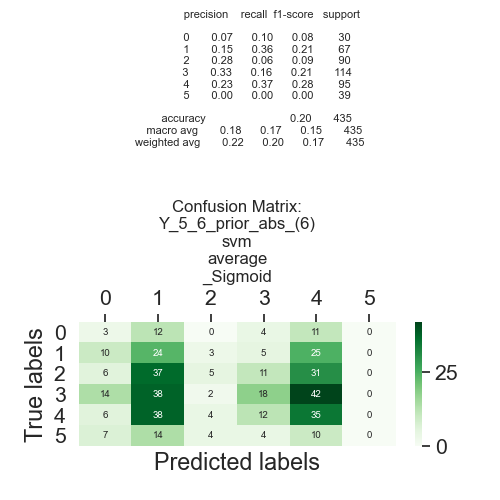 precision recall f1-score support
0 0.07 0.10 0.08 30
1 0.15 0.36 0.21 67
2 0.28 0.06 0.09 90
3 0.33 0.16 0.21 114
4 0.23 0.37 0.28 95
5 0.00 0.00 0.00 39
accuracy 0.20 435
macro avg 0.18 0.17 0.15 435
weighted avg 0.22 0.20 0.17 435
Confusion Matrix:
Y_5_6_prior_abs_(6)
svm
average
_Sigmoid
0 1 2 3 4 5
True labels
0 3 12 0 4 11 0
1 10 24 3 5 25 0
2 6 37 5 11 31 0
3 14 38 2 18 42 0
4 6 38 4 12 35 0
5 7 14 4 4 10 0
Predicted labels
25
0